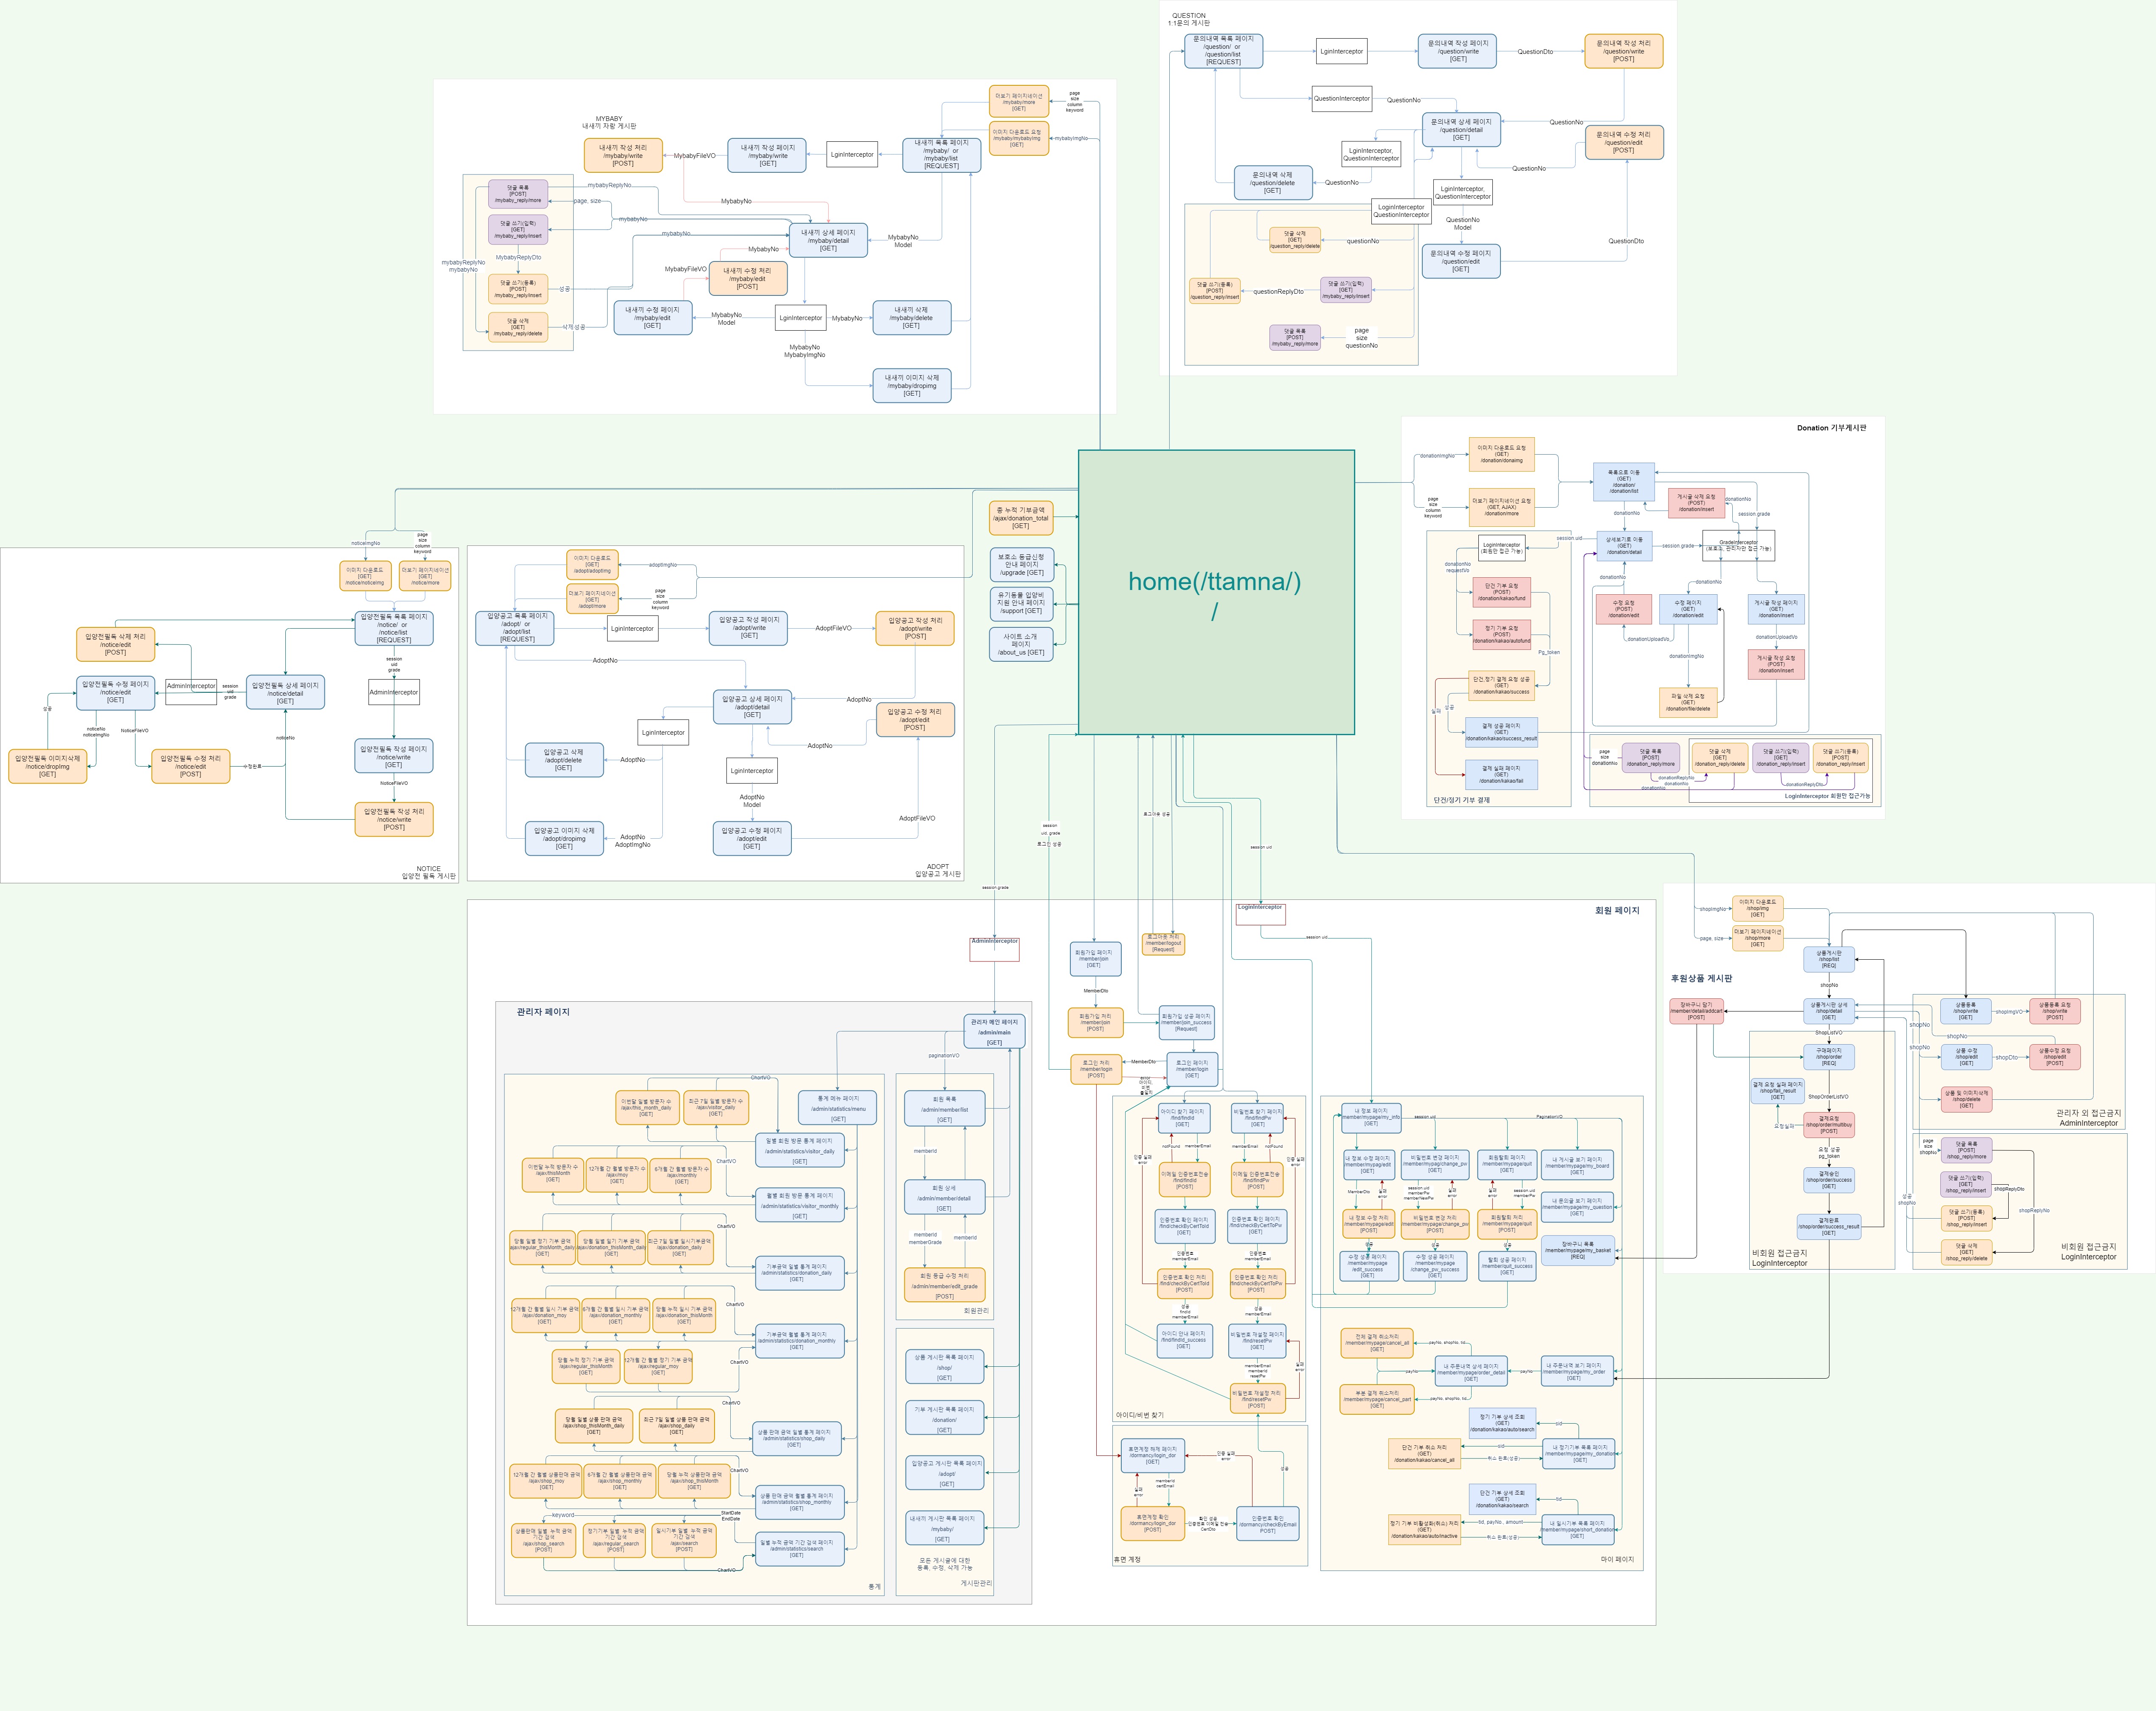 QUESTION
1:1문의 게시판
문의내역 목록 페이지
/question/ or
/question/list
[REQUEST]
LginInterceptor
문의내역 작성 페이지
/question/write
[GET]
QuestionDto
문의내역 작성 처리
/question/write
[POST]
QuestionInterceptor
QuestionNo
문의내역 상세 페이지
/question/detail
[GET]
QuestionNo
문의내역 수정 처리
/question/edit
[POST]
QuestionNo
LginInterceptor,
QuestionInterceptor
문의내역 삭제
/question/delete
[GET]
QuestionNo
LginInterceptor,
QuestionInterceptor
LoginInterceptor
QuestionInterceptor
QuestionNo
Model
QuestionDto
문의내역 수정 페이지
/question/edit
[GET]
댓글 삭제
[GET]
/question_reply/delete
questionNo
댓글 쓰기(등록)
[POST]
/question_reply/insert
questionReplyDto
댓글 쓰기(입력)
[GET]
/mybaby_reply/insert
댓글 목록
[POST]
/mybaby_reply/more
page
size
questionNo
MYBABY
내새끼 자랑 게시판
더보기 페이지네이션
/mybaby/more
[GET]
page
size
column
keyword
이미지 다운로드 요청
/mybaby/mybabyImg
[GET]
mybabyImgNo
내새끼 작성 처리
/mybaby/write
[POST]
MybabyFileVO
내새끼 작성 페이지
/mybaby/write
[GET]
LginInterceptor
내새끼 목록 페이지
/mybaby/ or
/mybaby/list
[REQUEST]
댓글 목록
[POST]
/mybaby_reply/more
mybabyReplyNo
page, size
MybabyNo
댓글 쓰기(입력)
[GET]
/mybaby_reply/insert
mybabyNo
MybabyReplyDto
mybabyNo
내새끼 상세 페이지
/mybaby/detail
[GET]
MybabyNo
Model
mybabyReplyNo
mybabyNo
댓글 쓰기(등록)
[POST]
/mybaby_reply/insert
성공
댓글 삭제
[GET]
/mybaby_reply/delete
삭제 성공
MybabyNo
MybabyFileVO
내새끼 수정 처리
/mybaby/edit
[POST]
내새끼 수정 페이지
/mybaby/edit
[GET]
MybabyNo
Model
LginInterceptor
MybabyNo
내새끼 삭제
/mybaby/delete
[GET]
MybabyNo
MybabyImgNo
내새끼 이미지 삭제
/mybaby/dropimg
[GET]
home(/ttamna/)
/
총 누적 기부금액
/ajax/donation_total
[GET]
보호소 등급신청
안내 페이지
/upgrade [GET]
유기동물 입양비
지원 안내 페이지
/support [GET]
사이트 소개
페이지
/about_us [GET]
Donation 기부게시판
donationImgNo
이미지 다운로드 요청
(GET)
/donation/donaimg
page
size
column
keyword
더보기 페이지네이션 요청
(GET, AJAX)
/donation/more
목록으로 이동
(GET)
/donation/
/donation/list
게시글 삭제 요청
(POST)
/donation/insert
donationNo
donationNo
session grade
상세보기로 이동
(GET)
/donation/detail
session uid
session grade
GradeInterceptor
(보호소, 관리자만 접근 가능)
LoginInterceptor
(회원만 접근 가능)
donationNo
requestVo
단건 기부 요청
(POST)
/donation/kakao/fund
정기 기부 요청
(POST)
/donation/kakao/autofund
Pg_token
단건,정기 결제 요청 성공
(GET)
/donation/kakao/success
실패
성공
결제 성공 페이지
(GET)
/donation/kakao/success_result
결제 실패 페이지
(GET)
/donation/kakao/fail
단건/정기 기부 결제
donationNo
donationNo
수정 요청
(POST)
/donation/edit
수정 페이지
(GET)
/donation/edit
게시글 작성 페이지
(GET)
/donation/insert
donationUploadVo
donationUploadVo
donationImgNo
게시글 작성 요청
(POST)
/donation/insert
파일 삭제 요청
(GET)
/donation/file/delete
page
size
donationNo
댓글 목록
[POST]
/donation_reply/more
댓글 삭제
[GET]
/donation_reply/delete
댓글 쓰기(입력)
[GET]
/donation_reply/insert
댓글 쓰기(등록)
[POST]
/donation_reply/insert
donationReplyNo
donationNo
donationNo
donationReplyDto
LoginInterceptor 회원만 접근가능
noticeImgNo
page
size
column
keyword
이미지 다운로드
[GET]
/notice/noticeImg
더보기 페이지네이션
[GET]
/notice/more
입양전필독 목록 페이지
/notice/ or
/notice/list
[REQUEST]
입양전필독 삭제 처리
/notice/edit
[POST]
session
uid
grade
AdminInterceptor
입양전필독 수정 페이지
/notice/edit
[GET]
AdminInterceptor
session
uid
grade
입양전필독 상세 페이지
/notice/detail
[GET]
성공
noticeNo
noticeImgNo
NoticeFileVO
noticeNo
입양전필독 작성 페이지
/notice/write
[GET]
입양전필독 이미지삭제
/notice/dropImg
[GET]
입양전필독 수정 처리
/notice/edit
[POST]
수정완료
NoticeFileVO
입양전필독 작성 처리
/notice/write
[POST]
NOTICE
입양전 필독 게시판
이미지 다운로드
[GET]
/adopt/adoptImg
adoptImgNo
더보기 페이지네이션
[GET]
/adopt/more
page
size
column
keyword
입양공고 목록 페이지
/adopt/ or
/adopt/list
[REQUEST]
LginInterceptor
입양공고 작성 페이지
/adopt/write
[GET]
AdoptFileVO
입양공고 작성 처리
/adopt/write
[POST]
AdoptNo
AdoptNo
입양공고 상세 페이지
/adopt/detail
[GET]
입양공고 수정 처리
/adopt/edit
[POST]
LginInterceptor
AdoptNo
입양공고 삭제
/adopt/delete
[GET]
AdoptNo
LginInterceptor
AdoptNo
Model
AdoptFileVO
입양공고 이미지 삭제
/adopt/dropimg
[GET]
AdoptNo
AdoptImgNo
입양공고 수정 페이지
/adopt/edit
[GET]
ADOPT
입양공고 게시판
session
uid, grade
로그인 성공
로그아웃 성공
session uid
session grade
회원 페이지
AdminInterceptor
LoginInterceptor
session uid
회원가입 페이지
/member/join
[GET]
로그아웃 처리
/member/logout
[Request]
MemberDto
회원가입 처리
/member/join
[POST]
회원가입 성공 페이지
/member/join_success
[Request]
로그인 처리
/member/login
[POST]
MemberDto
로그인 페이지
/member/login
[GET]
관리자 페이지
관리자 메인 페이지
/admin/main
[GET]
paginationVO
ChartVO
이번달 일별 방문자 수
/ajax/this_month_daily
[GET]
최근 7일 일별 방문자 수
/ajax/visitor_daily
[GET]
통계 메뉴 페이지
/admin/statistics/menu
[GET]
일별 회원 방문 통계 페이지
/admin/statistics/visitor_daily
[GET]
이번달 누적 방문자 수
/ajax/thisMonth
[GET]
12개월 간 월별 방문자 수
/ajax/moy
[GET]
6개월 간 월별 방문자 수
/ajax/monthly
[GET]
ChartVO
월별 회원 방문 통계 페이지
/admin/statistics/visitor_monthly
[GET]
당월 일별 정기 기부 금액
/ajax/regular_thisMonth_daily
[GET]
당월 일별 일기 기부 금액
/ajax/donation_thisMonth_daily
[GET]
최근 7일 일별 일시기부금액
/ajax/donation_daily
[GET]
ChartVO
기부금액 일별 통계 페이지
/admin/statistics/donation_daily
[GET]
12개월 간 월별 일시 기부 금액
/ajax/donation_moy
[GET]
6개월 간 월별 일시 기부 금액
/ajax/donation_monthly
[GET]
당월 누적 일시 기부 금액
/ajax/donation_thisMonth
[GET]
ChartVO
기부금액 월별 통계 페이지
/admin/statistics/donation_monthly
[GET]
당월 누적 정기 기부 금액
/ajax/regular_thisMonth
[GET]
12개월 간 월별 정기 기부 금액
/ajax/regular_moy
[GET]
ChartVO
당월 일별 상품 판매 금액
/ajax/shop_thisMonth_daily
[GET]
최근 7일 일별 상품 판매 금액
/ajax/shop_daily
[GET]
ChartVO
상품 판매 금액 일별 통계 페이지
/admin/statistics/shop_daily
[GET]
12개월 간 월별 상품판매 금액
/ajax/shop_moy
[GET]
6개월 간 월별 상품판매 금액
/ajax/shop_monthly
[GET]
당월 누적 상품판매 금액
/ajax/shop_thisMonth
[GET]
ChartVO
상품 판매 금액 월별 통계 페이지
/admin/statistics/shop_monthly
[GET]
keyword
StartDate
EndDate
상품판매 일별 누적 금액
기간 검색
/ajax/shop_search
[POST]
정기기부 일별 누적 금액
기간 검색
/ajax/regular_search
[POST]
일시기부 일별 누적 금액
기간 검색
/ajax/search
[POST]
일별 누적 금액 기간 검색 페이지
/admin/statistics/search
[GET]
ChartVO
통계
회원 목록
/admin/member/list
[GET]
memberId
회원 상세
/admin/member/detail
[GET]
memberId
memberGrade
memberId
회원 등급 수정 처리
/admin/member/edit_grade
[POST]
회원관리
상품 게시판 목록 페이지
/shop/
[GET]
기부 게시판 목록 페이지
/donation/
[GET]
입양공고 게시판 목록 페이지
/adopt/
[GET]
내새끼 게시판 목록 페이지
/mybaby/
[GET]
모든 게시글에 대한
등록, 수정, 삭제 가능
게시판관리
아이디 찾기 페이지
/find/findId
[GET]
비밀번호 찾기 페이지
/find/findPw
[GET]
notFound
memberEmail
memberEmail
notFound
인증 실패
error
인증 실패
error
이메일 인증번호전송
/find/findId
[POST]
이메일 인증번호전송
/find/findPw
[POST]
인증번호 확인 페이지
/find/checkByCertToId
[GET]
인증번호 확인 페이지
/find/checkByCertToPw
[GET]
인증번호
memberEmail
인증번호
memberEmail
인증번호 확인 처리
/find/checkByCertToId
[POST]
인증번호 확인 처리
/find/checkByCertToPw
[POST]
성공
findId
memberEmail
성공
memberEmail
아이디 안내 페이지
/find/findId_success
[GET]
비밀번호 재설정 페이지
/find/resetPw
[GET]
memberEmail
memberId
resetPw
실패
error
비밀번호 재설정 처리
/find/resetPw
[POST]
아이디/비번 찾기
휴면계정 해제 페이지
/dormancy/login_dor
[GET]
인증 실패
error
성공
실패
error
memberId
certEmail
휴면계정 확인
/dormancy/login_dor
[POST]
확인 성공
인증번호 이메일 전송
CertDto
인증번호 확인
/dormancy/checkByEmail
POST]
휴면 계정
내 정보 페이지
/member/mypage/my_info
[GET]
session uid
PaginationVO
내 정보 수정 페이지
/member/mypag/edit
[GET]
비밀번호 변경 페이지
/member/mypag/change_pw
[GET]
회원탈퇴 페이지
/member/mypage/quit
[GET]
내 게시글 보기 페이지
/member/mypage/my_board
[GET]
MemberDto
실패
error
session uid
memberPw
memberNewPw
실패
error
실패
error
session uid
memberPw
내 문의글 보기 페이지
/member/mypage/my_question
[GET]
내 정보 수정 처리
/member/mypage/edit
[POST]
비밀번호 변경 처리
/member/mypage/change_pw
[POST]
회원탈퇴 처리
/member/mypage/quit
[POST]
성공
성공
성공
장바구니 목록
/member/mypage/my_basket
[REQ]
수정 성공 페이지
/member/mypage
/edit_success
[GET]
수정 성공 페이지
/member/mypage
/change_pw_success
[GET]
탈퇴 성공 페이지
/member/quit_success
[GET]
전체 결제 취소처리
/member/mypage/cancel_all
[GET]
payNo, shopNo, tid
payNo
내 주문내역 상세 페이지
/member/mypage/order_detail
[GET]
payNo
내 주문내역 보기 페이지
/member/mypage/my_order
[GET]
부분 결제 취소처리
/member/mypage/cancel_part
[GET]
payNo, shopNo, tid
정기 기부 상세 조회
(GET)
/donation/kakao/auto/search
sid
단건 기부 취소 처리
(GET)
/donation/kakao/cancel_all
sid
취소 완료(성공)
내 정기기부 목록 페이지
/member/mypage/my_donation
[GET]
단건 기부 상세 조회
(GET)
/donation/kakao/search
tid
정기 기부 비활성화(취소) 처리
(GET)
/donation/kakao/auto/inactive
tid, payNo, amount
취소 완료(성공)
내 일시기부 목록 페이지
/member/mypage/short_donation
[GET]
마이 페이지
shopImgNo
이미지 다운로드
/shop/img
[GET]
page, size
더보기 페이지네이션
/shop/more
[GET]
상품게시판
/shop/list
[REQ]
후원상품 게시판
shopNo
장바구니 담기
/member/detail/addcart
[POST]
상품게시판 상세
/shop/detail
[GET]
상품등록
/shop/write
[GET]
shopImgVO
상품등록 요청
/shop/write
[POST]
ShopListVO
shopNo
shopNo
shopNo
구매페이지
/shop/order
[REQ]
상품 수정
/shop/edit
[GET]
shopDto
상품수정 요청
/shop/edit
[POST]
결제 요청 실패 페이지
/shop/fail_result
[GET]
ShopOrderListVO
상품 및 이미지삭제
/shop/delete
[GET]
관리자 외 접근금지
AdminInterceptor
요청실패
결제요청
/shop/order/multibuy
[POST]
요청 성공
pg_token
결제승인
/shop/order/success
[GET]
결제완료
/shop/order/success_result
[GET]
비회원 접근금지
LoginInterceptor
page
size
shopNo
댓글 목록
[POST]
/shop_reply/more
댓글 쓰기(입력)
[GET]
/shop_reply/insert
shopReplyDto
성공
shopNo
댓글 쓰기(등록)
[POST]
/shop_reply/insert
shopReplyNo
댓글 삭제
[GET]
/shop_reply/delete
비회원 접근금지
LoginInterceptor